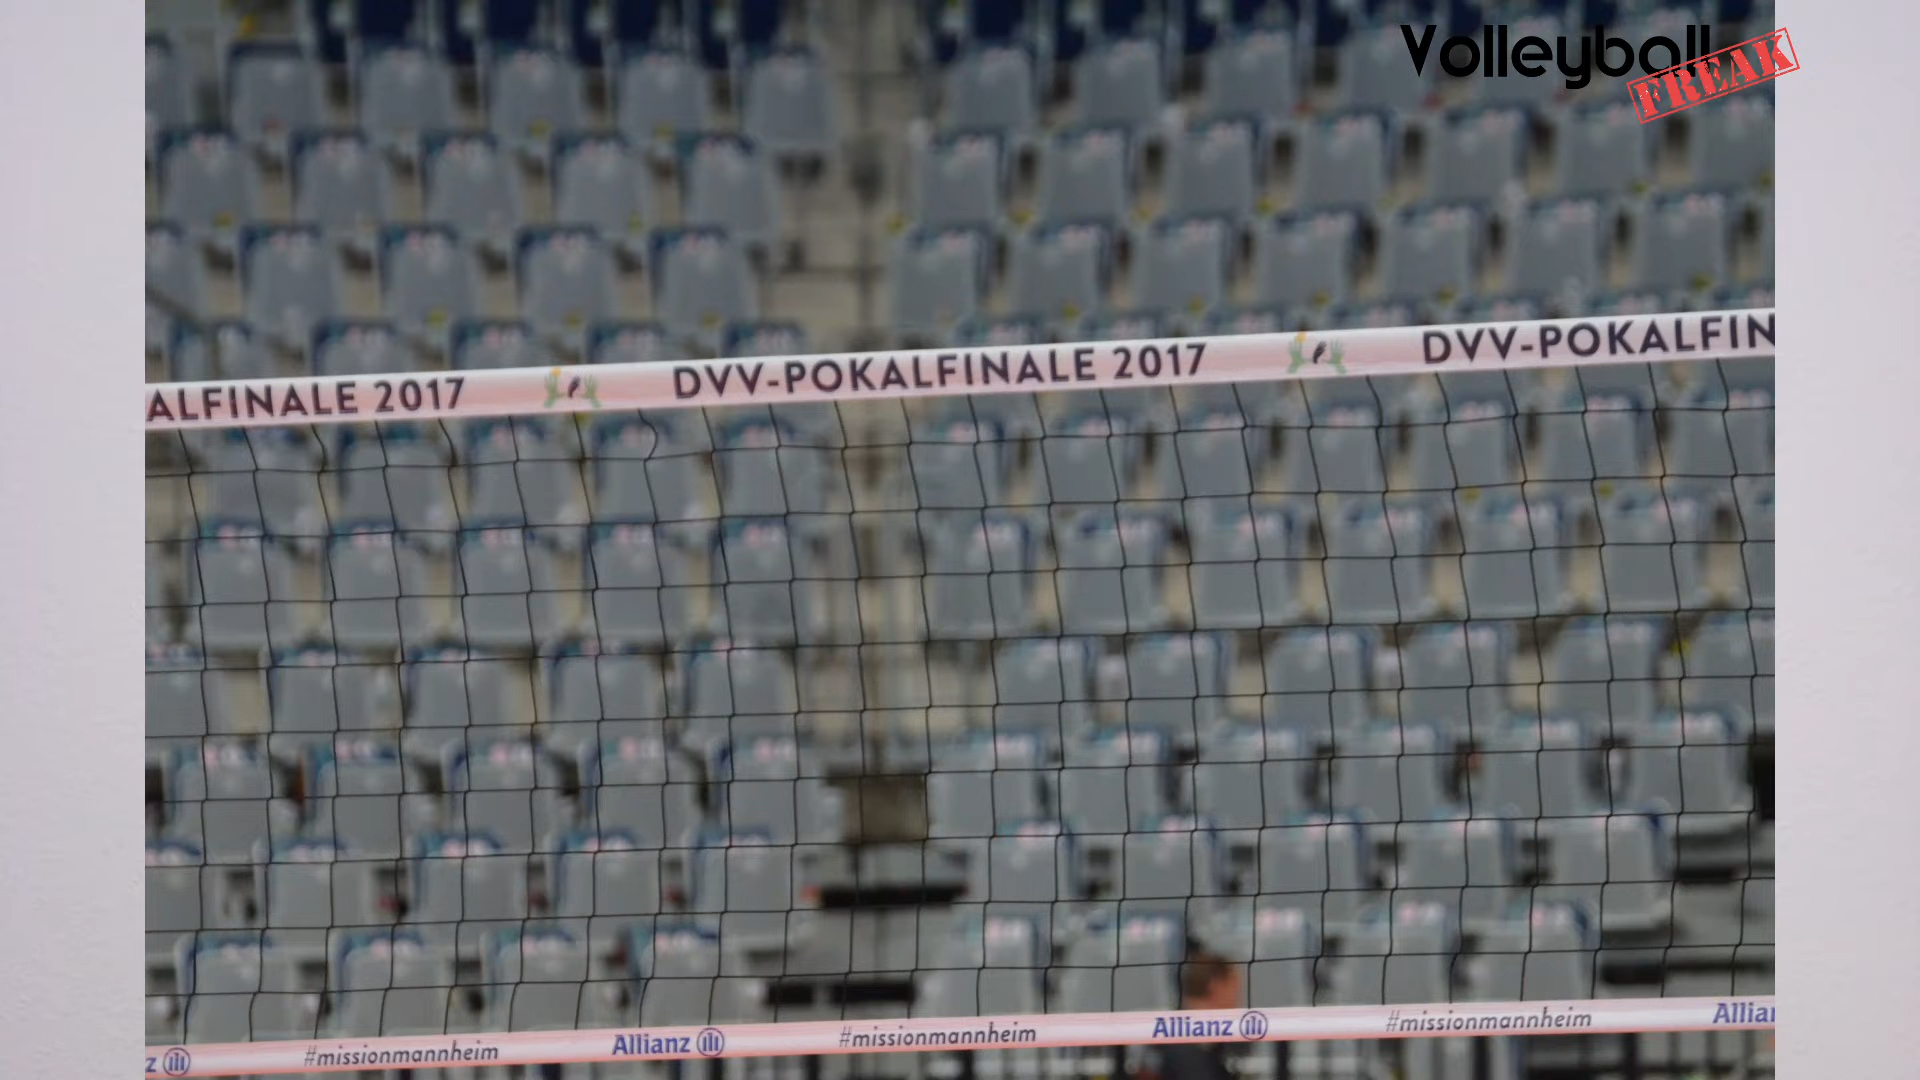 Volleyball
FREAK
ALFINALE 2017 DVV-POKALFINALE 2017 DVV-POKALFIN
z #missionmannheim Allianz #missionmannheim Allianz #missionmannheim Allian